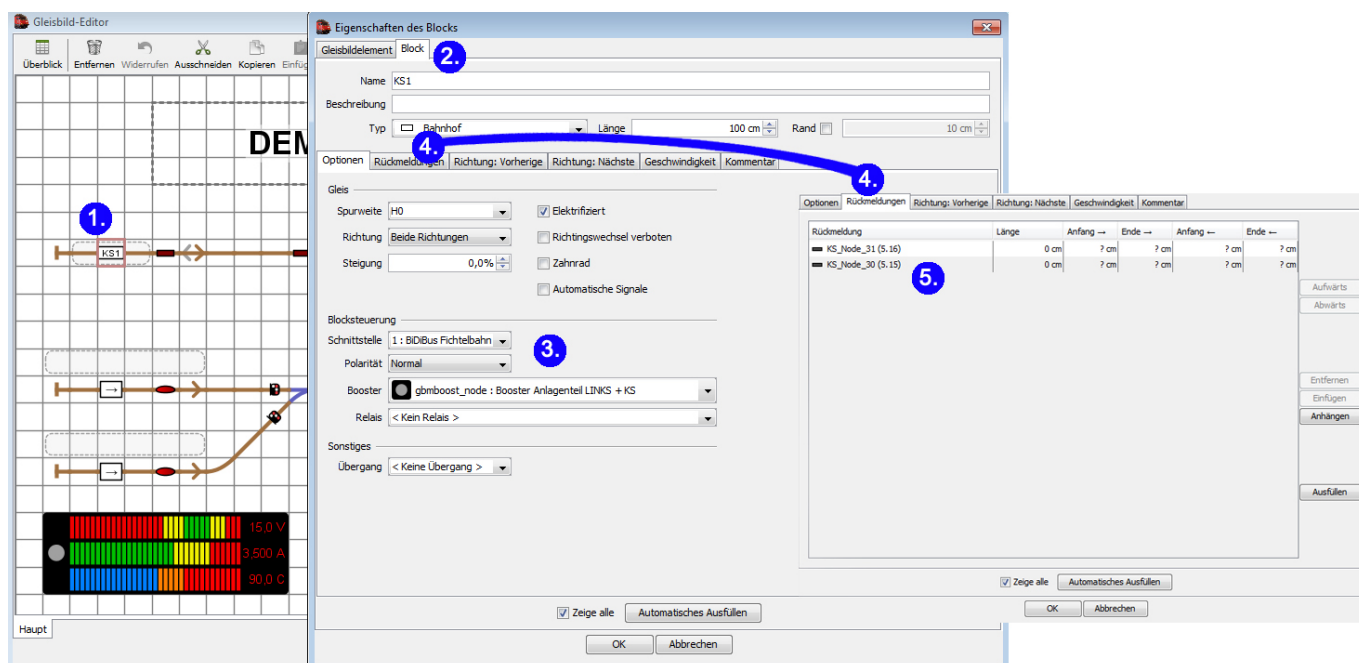 Gleisbild-Editor
Überblick Entfernen Widerrufen Ausschneiden Kopieren Einfüg
DEM
1.
KS1
15,0 V
3,500 A
90,0 C
Haupt
Eigenschaften des Blocks
Gleisbildelement Block
2.
Name KS1
Beschreibung
Typ Bahnhof Länge 100 cm Rand 10 cm
4.
Optionen Rückmeldungen Richtung: Vorherige Richtung: Nächste Geschwindigkeit Kommentar
Gleis
Spurweite H0 Elektrifiziert
Richtung Beide Richtungen Richtingswechsel verboten
Steigung 0,0% Zahnrad
Automatische Signale
Blocksteuerung
Schnittstelle 1 : BiDiBus Fichtelbahn
3.
Polarität Normal
Booster gbmboost_node : Booster Anlagenteil LINKS + KS
Relais < Kein Relais >
Sonstiges
Übergang < Keine Übergang >
Zeige alle Automatisches Ausfüllen
OK Abbrechen
4.
Optionen Rückmeldungen Richtung: Vorherige Richtung: Nächste Geschwindigkeit Kommentar
Rückmeldung Länge Anfang → Ende → Anfang ← Ende ←
KS_Node_31 (5.16) 0 cm ? cm ? cm ? cm ? cm
KS_Node_30 (5.15) 0 cm ? cm ? cm ? cm ? cm
5.
Aufwärts
Abwärts
Entfernen
Einfügen
Anhängen
Ausfüllen
Zeige alle Automatisches Ausfüllen
OK Abbrechen